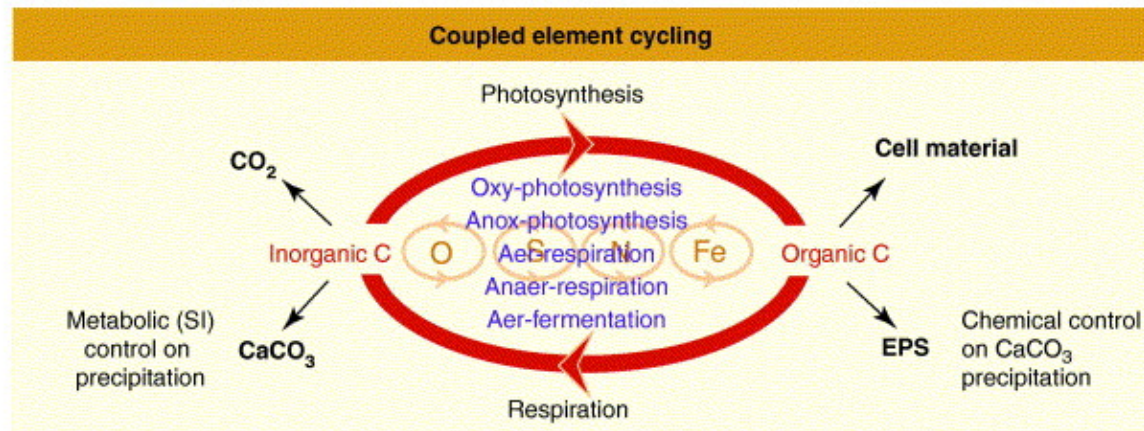 Coupled element cycling
Photosynthesis
CO2
Cell material
Oxy-photosynthesis
Anox-photosynthesis
Inorganic C
O
S
N
Fe
Aer-respiration
Organic C
Anaer-respiration
Aer-fermentation
Metabolic (SI)
control on
precipitation
CaCO3
EPS
Chemical control
on CaCO3
precipitation
Respiration